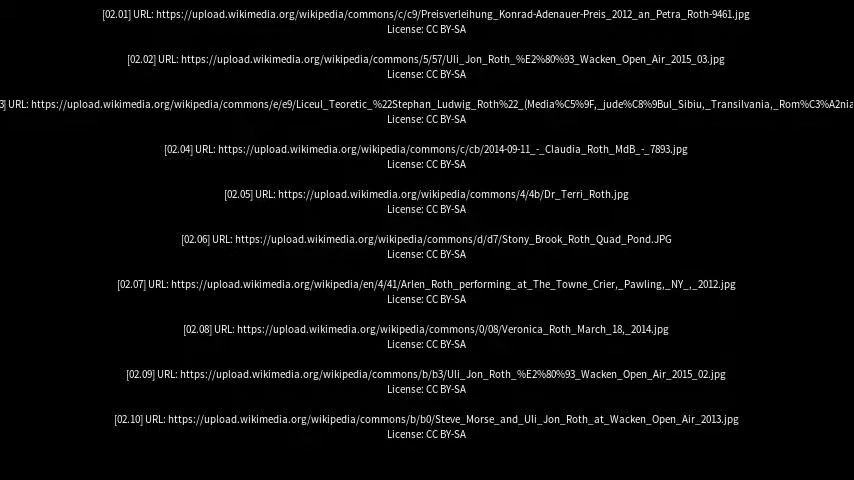 [02.01] URL: https://upload.wikimedia.org/wikipedia/commons/c/c9/Preisverleihung_Konrad-Adenauer-Preis_2012_an_Petra_Roth-9461.jpg
License: CC BY-SA
[02.02] URL: https://upload.wikimedia.org/wikipedia/commons/5/57/Uli_Jon_Roth_%E2%80%93_Wacken_Open_Air_2015_03.jpg
License: CC BY-SA
3] URL: https://upload.wikimedia.org/wikipedia/commons/e/e9/Liceul_Teoretic_%22Stephan_Ludwig_Roth%22_(Media%C5%9F,_jude%C8%9Bul_Sibiu,_Transilvania,_Rom%C3%A2nia
License: CC BY-SA
[02.04] URL: https://upload.wikimedia.org/wikipedia/commons/c/cb/2014-09-11_-_Claudia_Roth_MdB_-_7893.jpg
License: CC BY-SA
[02.05] URL: https://upload.wikimedia.org/wikipedia/commons/4/4b/Dr_Terri_Roth.jpg
License: CC BY-SA
[02.06] URL: https://upload.wikimedia.org/wikipedia/commons/d/d7/Stony_Brook_Roth_Quad_Pond.JPG
License: CC BY-SA
[02.07] URL: https://upload.wikimedia.org/wikipedia/en/4/41/Arlen_Roth_performing_at_The_Towne_Crier,_Pawling,_NY_,_2012.jpg
License: CC BY-SA
[02.08] URL: https://upload.wikimedia.org/wikipedia/commons/0/08/Veronica_Roth_March_18,_2014.jpg
License: CC BY-SA
[02.09] URL: https://upload.wikimedia.org/wikipedia/commons/b/b3/Uli_Jon_Roth_%E2%80%93_Wacken_Open_Air_2015_02.jpg
License: CC BY-SA
[02.10] URL: https://upload.wikimedia.org/wikipedia/commons/b/b0/Steve_Morse_and_Uli_Jon_Roth_at_Wacken_Open_Air_2013.jpg
License: CC BY-SA